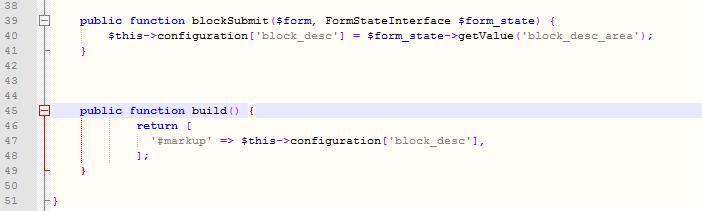 38
39 public function blockSubmit($form, FormStateInterface $form_state) {
40 $this->configuration['block_desc'] = $form_state->getValue('block_desc_area');
41 }
42
43
44
45 public function build() {
46 return [
47 '#markup' => $this->configuration['block_desc'],
48 ];
49 }
50
51 }